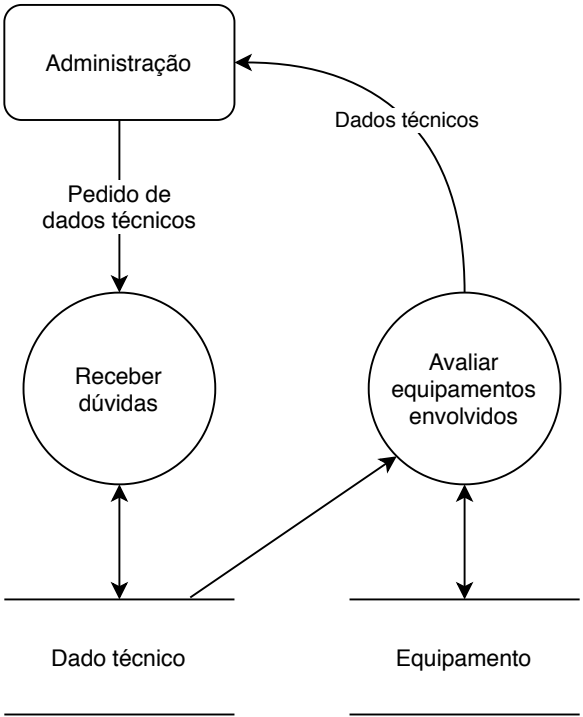 Administração
Dados técnicos
Pedido de
dados técnicos
Receber
dúvidas
Avaliar
equipamentos
envolvidos
Dado técnico
Equipamento